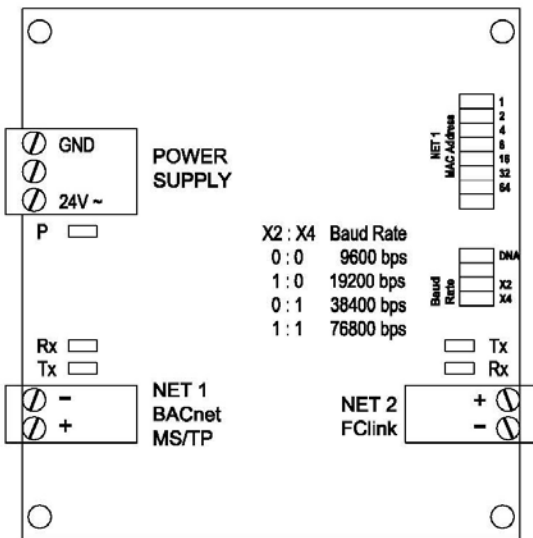 GND
24V ~
POWER
SUPPLY
P
NET 1
MAC Address
1
2
4
8
16
32
64
X2 : X4 Baud Rate
0 : 0 9600 bps
1 : 0 19200 bps
0 : 1 38400 bps
1 : 1 76800 bps
Baud
Rate
DNA
X2
X4
Rx
Tx
Tx
Rx
-
+
NET 1
BACnet
MS/TP
NET 2
FClink
+
-